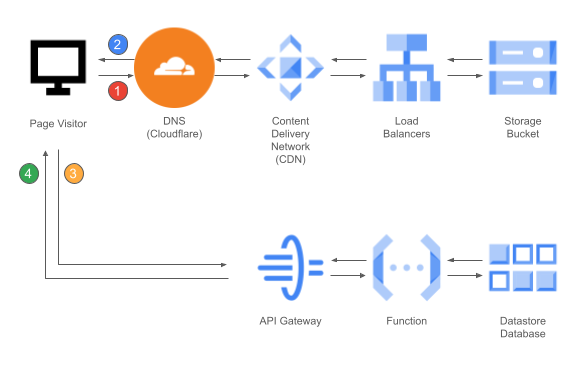 2
1
Page Visitor
DNS
(Cloudflare)
Content
Delivery
Network
(CDN)
Load
Balancers
Storage
Bucket
4
3
API Gateway
Function
Datastore
Database